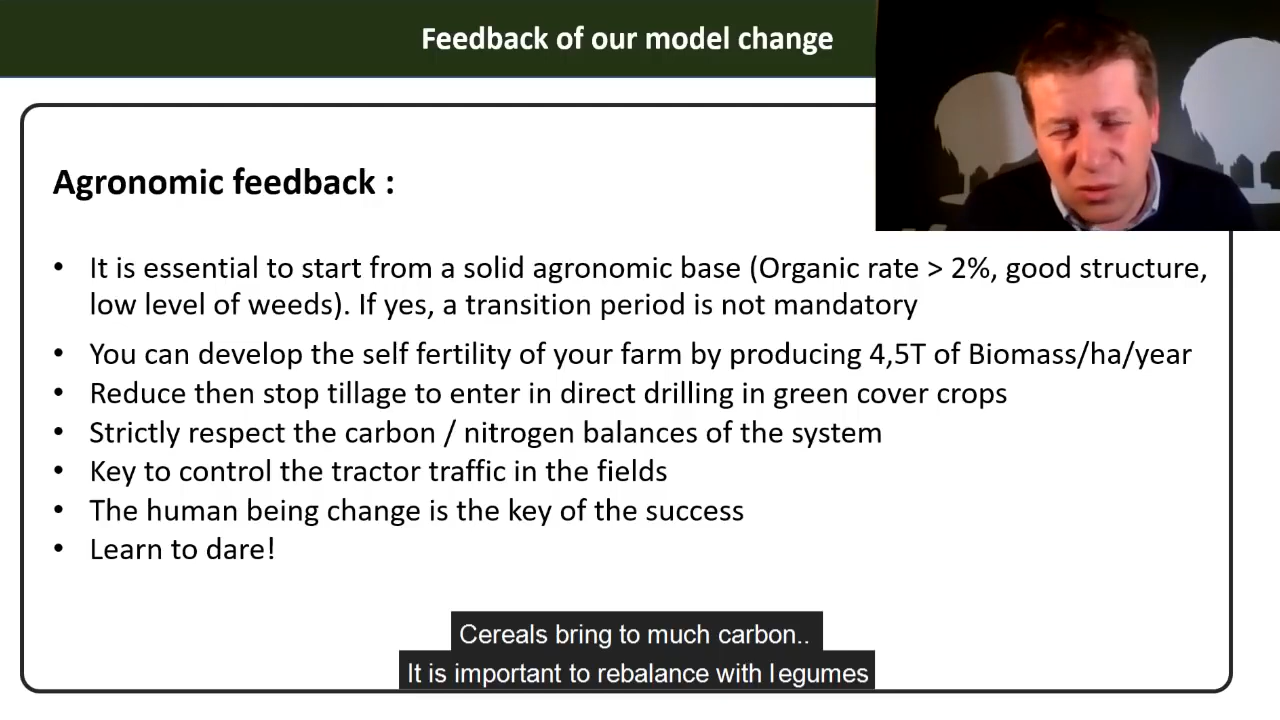 Feedback of our model change
Agronomic feedback :
• It is essential to start from a solid agronomic base (Organic rate > 2%, good structure,
low level of weeds). If yes, a transition period is not mandatory
• You can develop the self fertility of your farm by producing 4,5T of Biomass/ha/year
• Reduce then stop tillage to enter in direct drilling in green cover crops
• Strictly respect the carbon / nitrogen balances of the system
• Key to control the tractor traffic in the fields
• The human being change is the key of the success
• Learn to dare!
Cereals bring to much carbon..
It is important to rebalance with legumes